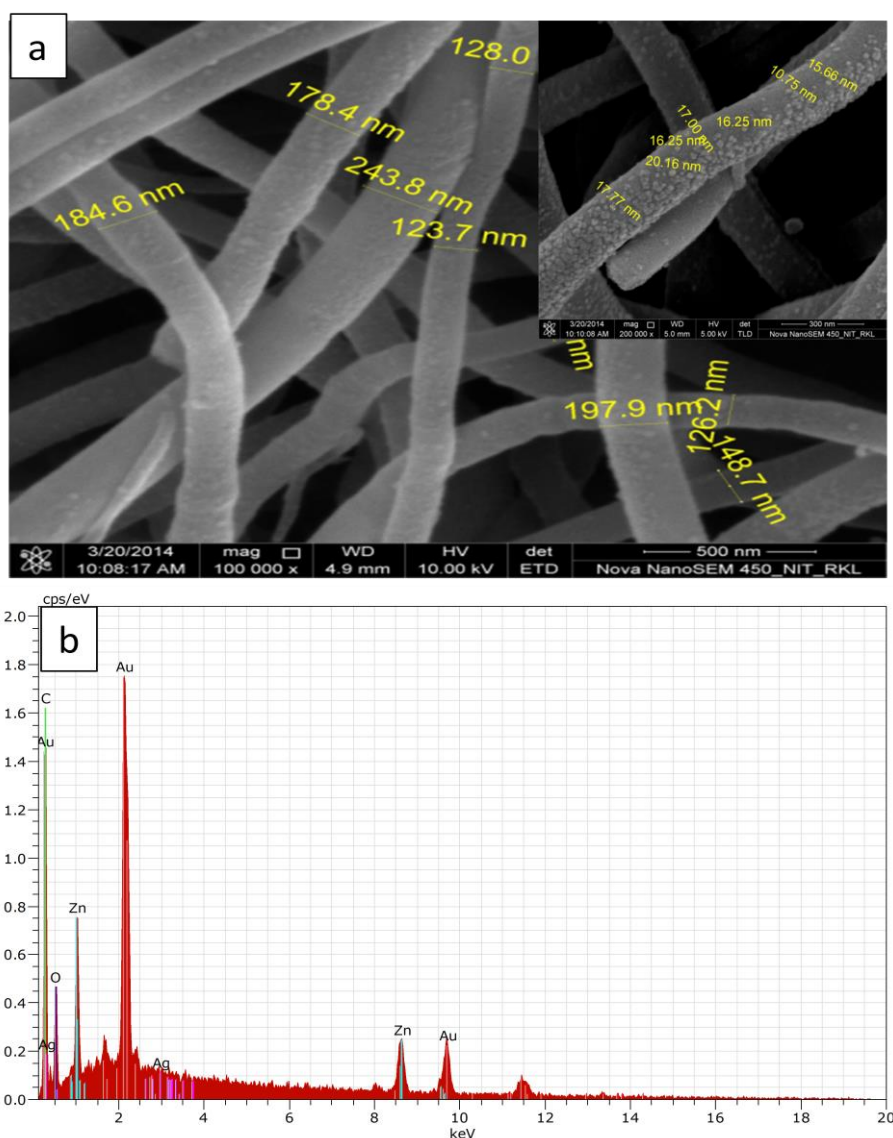 a
128.0
178.4 nm
243.8 nm
184.6 nm
123.7 nm
15.66 nm
10.75 nm
17.00 nm
16.25 nm
16.25 nm
20.16 nm
17.77 nm
3/20/2014 mag WD HV det 300 nm
10:10:08 AM 200 000 x 5.0 mm 5.00 kV TLD Nova NanoSEM 450_NIT_RKL
nm
197.9 nm
126.2 nm
148.7 nm
3/20/2014 mag WD HV det 500 nm
10:08:17 AM 100 000 x 4.9 mm 10.00 kV ETD Nova NanoSEM 450_NIT_RKL
cps/eV
b
2.0
1.8
1.6
1.4
1.2
1.0
0.8
0.6
0.4
0.2
0.0
Au
C
Au
Zn
O
Ag
Ag
Zn
Au
2 4 6 8 10 12 14 16 18 20
keV